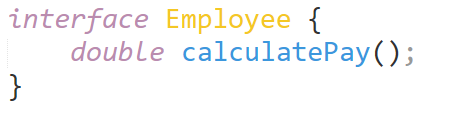 interface Employee {
    double calculatePay();
}